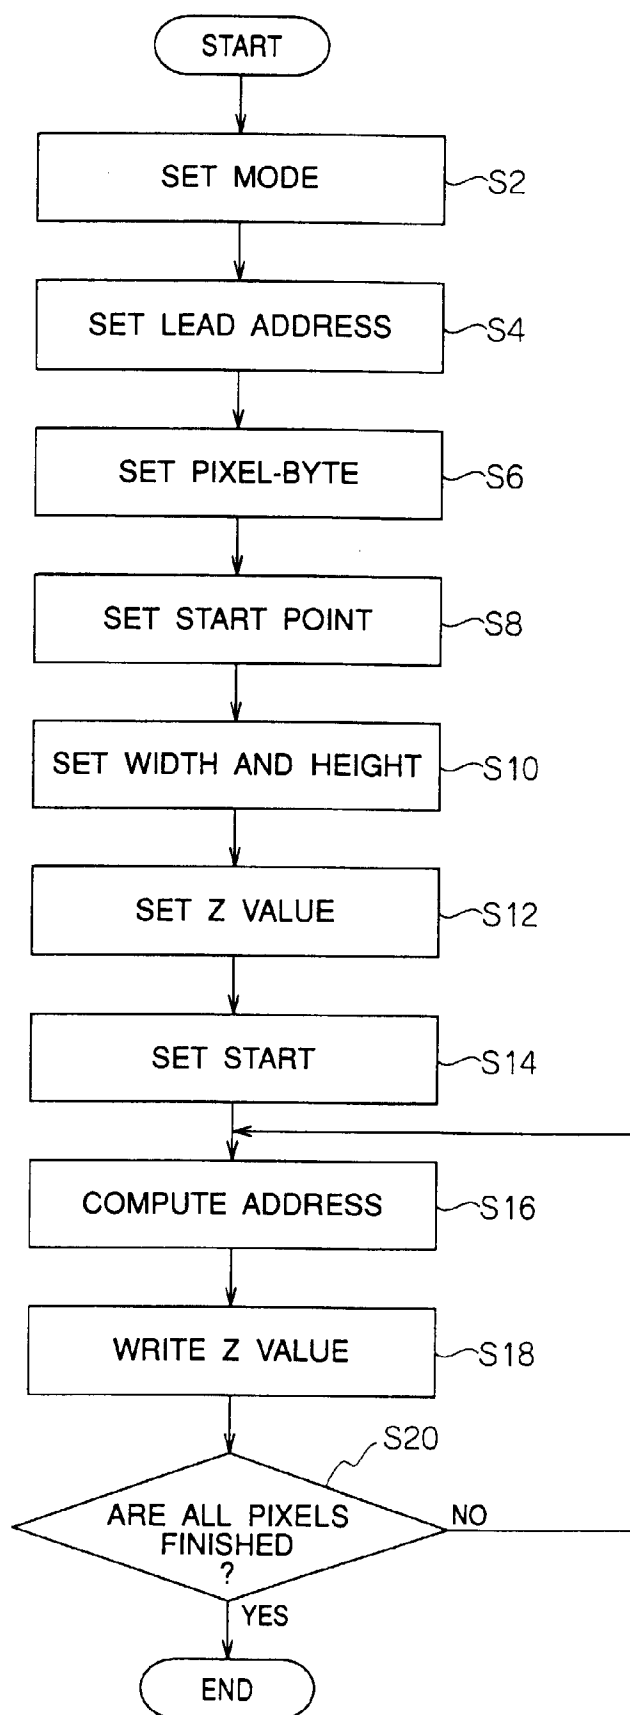 START
SET MODE
S2
SET LEAD ADDRESS
S4
SET PIXEL-BYTE
S6
SET START POINT
S8
SET WIDTH AND HEIGHT
S10
SET Z VALUE
S12
SET START
S14
COMPUTE ADDRESS
S16
WRITE Z VALUE
S18
S20
ARE ALL PIXELS
FINISHED
?
NO
YES
END